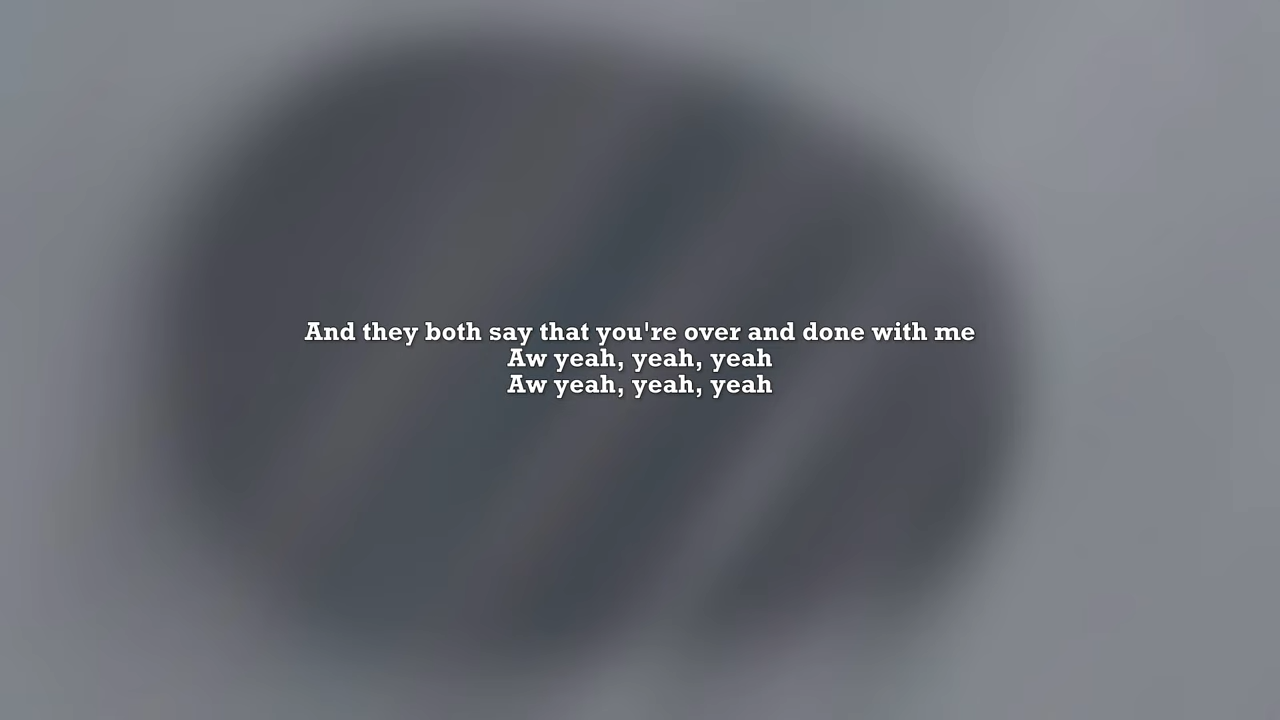 And they both say that you're over and done with me
Aw yeah, yeah, yeah
Aw yeah, yeah, yeah